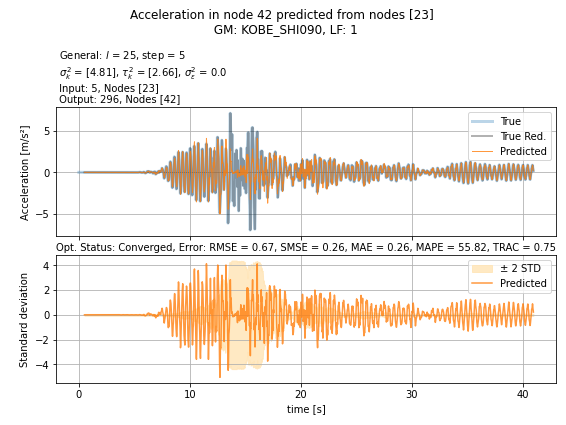 Acceleration in node 42 predicted from nodes [23]
GM: KOBE_SHI090, LF: 1
General: l = 25, step = 5
σ²ₖ = [4.81], τ²ₖ = [2.66], σ²ε = 0.0
Input: 5, Nodes [23]
Output: 296, Nodes [42]
Acceleration [m/s²]
5
0
−5
True
True Red.
Predicted
Opt. Status: Converged, Error: RMSE = 0.67, SMSE = 0.26, MAE = 0.26, MAPE = 55.82, TRAC = 0.75
Standard deviation
4
2
0
−2
−4
± 2 STD
Predicted
0 10 20 30 40
time [s]